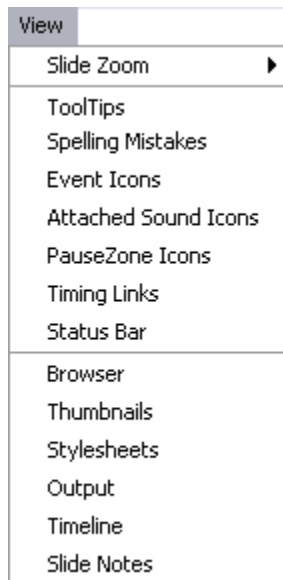 View
Slide Zoom
ToolTips
Spelling Mistakes
Event Icons
Attached Sound Icons
PauseZone Icons
Timing Links
Status Bar
Browser
Thumbnails
Stylesheets
Output
Timeline
Slide Notes